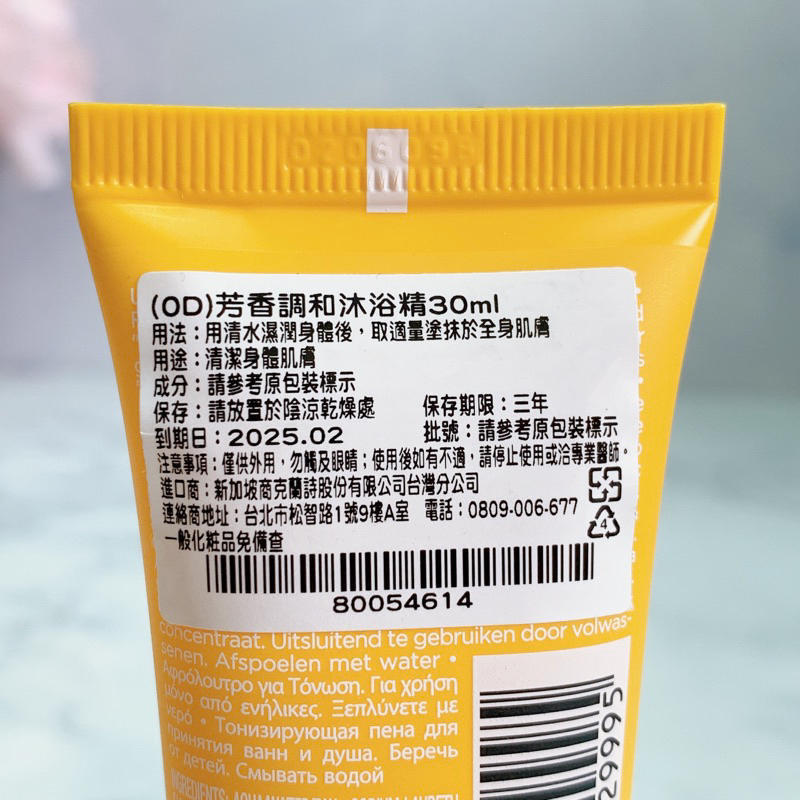 (OD)芳香調和沐浴精30ml
用法：用清水濕潤身體後，取適量塗抹於全身肌膚
用途：清潔身體肌膚
成分：請參考原包裝標示
保存：請放置於陰涼乾燥處 保存期限：三年
到期日：2025.02 批號：請參考原包裝標示
注意事項：僅供外用，勿觸及眼睛；使用後如有不適，請停止使用或洽專業醫師。
進口商：新加坡商克蘭詩股份有限公司台灣分公司
連絡商地址：台北市松智路1號9樓A室 電話：0809-006-677
4
一般化粧品免備查
80054614
concentraat. Uitsluitend te gebruiken door volwas-
senen. Afspoelen met water •
Αφρόλουτρο για Τόνωση. Για χρήση
μόνο από ενήλικες. Ξεπλύνετε με
νερό • Тонизирующая пена для
принятия ванн и душа. Беречь
от детей. Смывать водой
29995